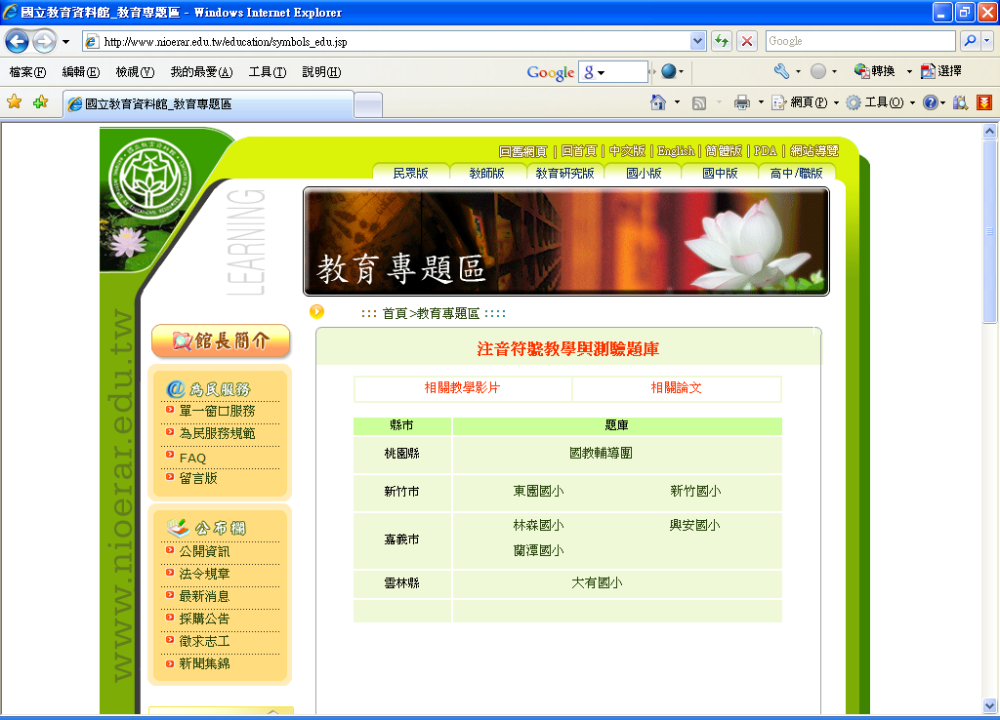 國立教育資料館_教育專題區 - Windows Internet Explorer
http://www.nioerar.edu.tw/education/symbols_edu.jsp
Google
檔案(F) 編輯(E) 檢視(V) 我的最愛(A) 工具(T) 說明(H)
Google 轉換 選擇
國立教育資料館_教育專題區
網頁(P) 工具(O)
回舊網頁 | 回首頁 | 中文版 | English | 簡體版 | PDA | 網站導覽
民眾版 教師版 教育研究版 國小版 國中版 高中/職版
LEARNING
教育專題區
::: 首頁>教育專題區 ::::
www.nioerar.edu.tw
館長簡介
@為民服務
單一窗口服務
為民服務規範
FAQ
留言版
公布欄
公開資訊
法令規章
最新消息
採購公告
徵求志工
新聞集錦
注音符號教學與測驗題庫
相關教學影片 相關論文
縣市 題庫
桃園縣 國教輔導團
新竹市 東園國小 新竹國小
嘉義市 林森國小 興安國小
蘭潭國小
雲林縣 大有國小